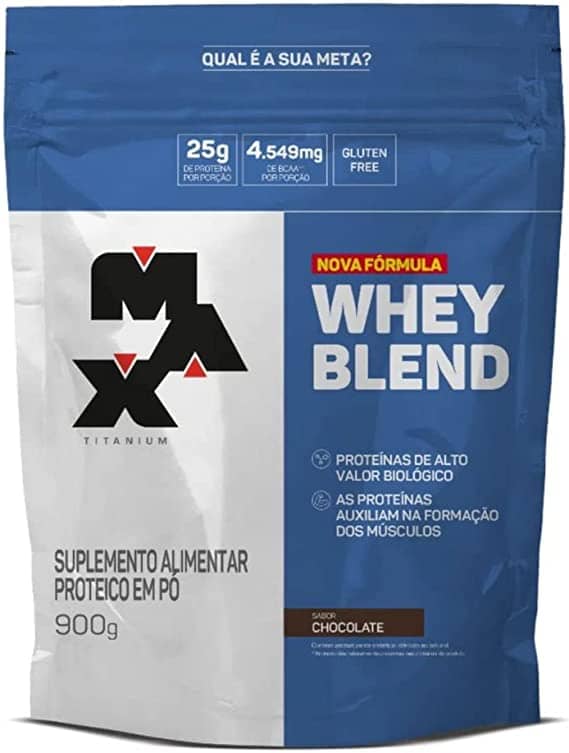 QUAL É A SUA META?
25g
DE PROTEÍNA
POR PORÇÃO
4.549mg
DE BCAA**
POR PORÇÃO
GLUTEN
FREE
MAX
TITANIUM
NOVA FÓRMULA
WHEY
BLEND
PROTEÍNAS DE ALTO
VALOR BIOLÓGICO
AS PROTEÍNAS
AUXILIAM NA FORMAÇÃO
DOS MÚSCULOS
SUPLEMENTO ALIMENTAR
PROTEICO EM PÓ
900g
SABOR
CHOCOLATE